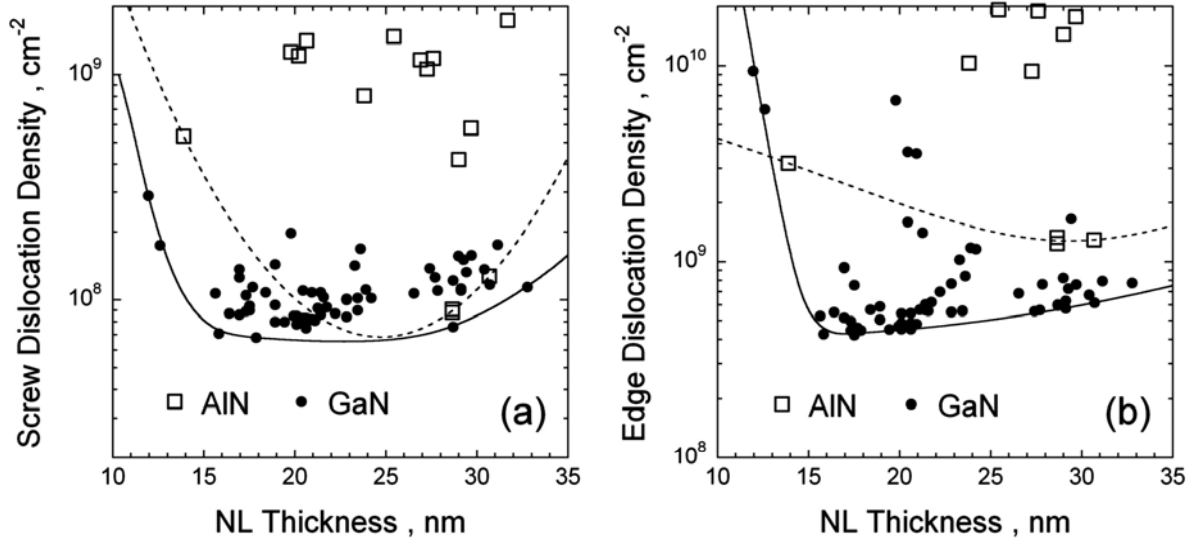 Screw Dislocation Density , cm⁻²
10⁹
10⁸
AlN GaN (a)
10 15 20 25 30 35
NL Thickness , nm
Edge Dislocation Density , cm⁻²
10¹⁰
10⁹
10⁸
AlN GaN (b)
10 15 20 25 30 35
NL Thickness , nm